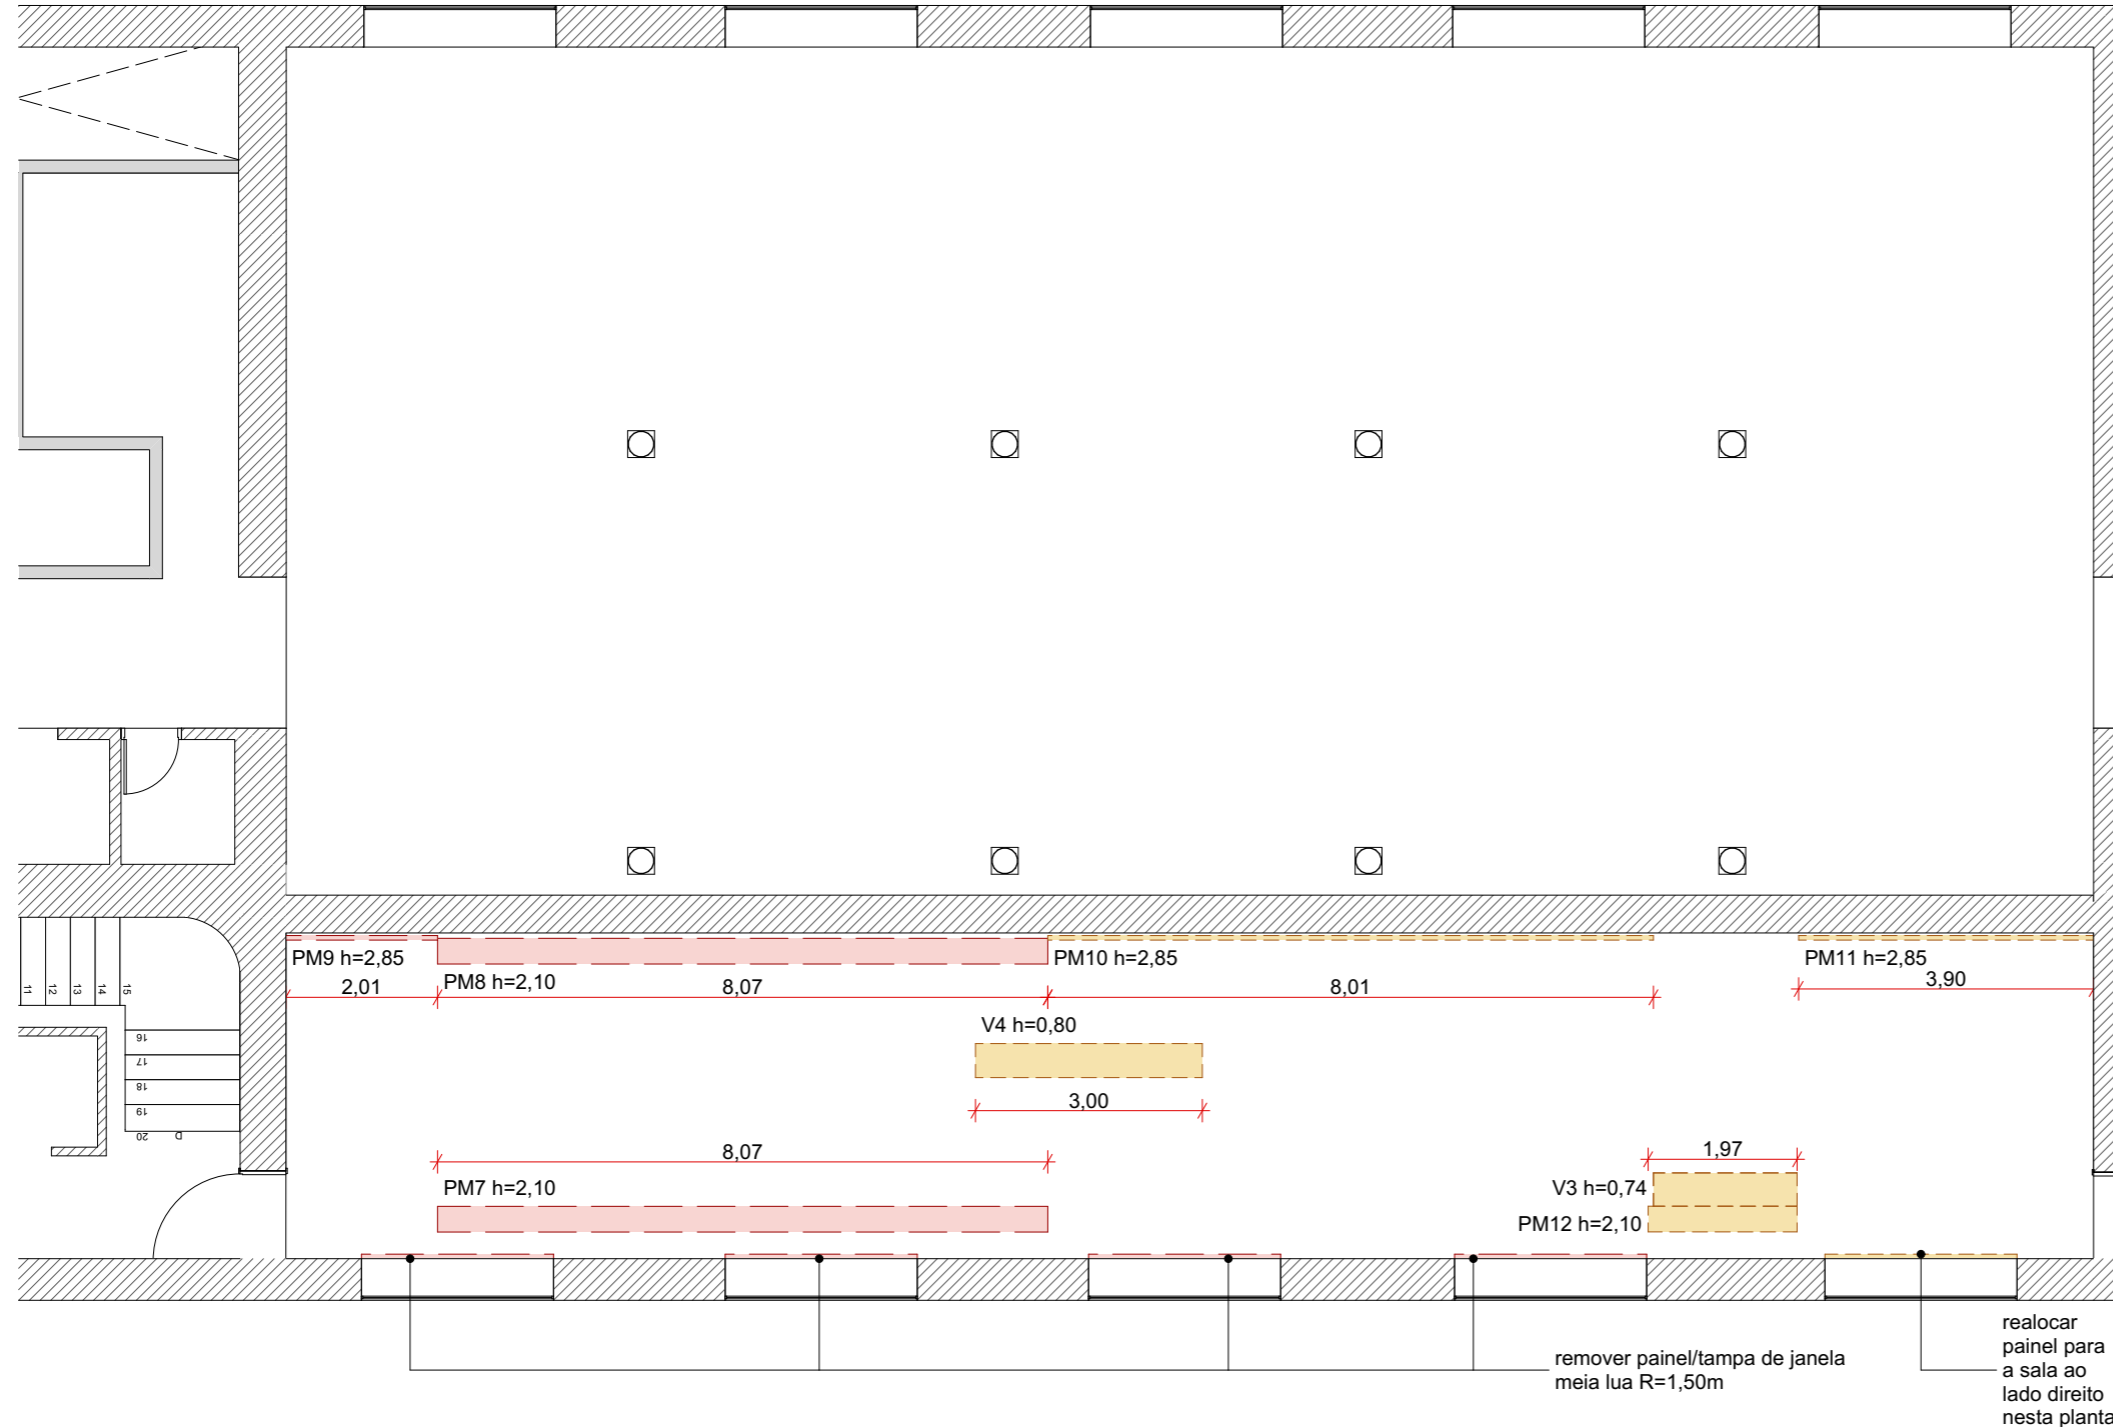 PM9 h=2,85
PM10 h=2,85
PM11 h=2,85
PM8 h=2,10
2,01
8,07
8,01
3,90
11
12
13
14
15
V4 h=0,80
16
17
18
19
20
D
3,00
8,07
1,97
PM7 h=2,10
V3 h=0,74
PM12 h=2,10
remover painel/tampa de janela
meia lua R=1,50m
realocar
painel para
a sala ao
lado direito
nesta planta